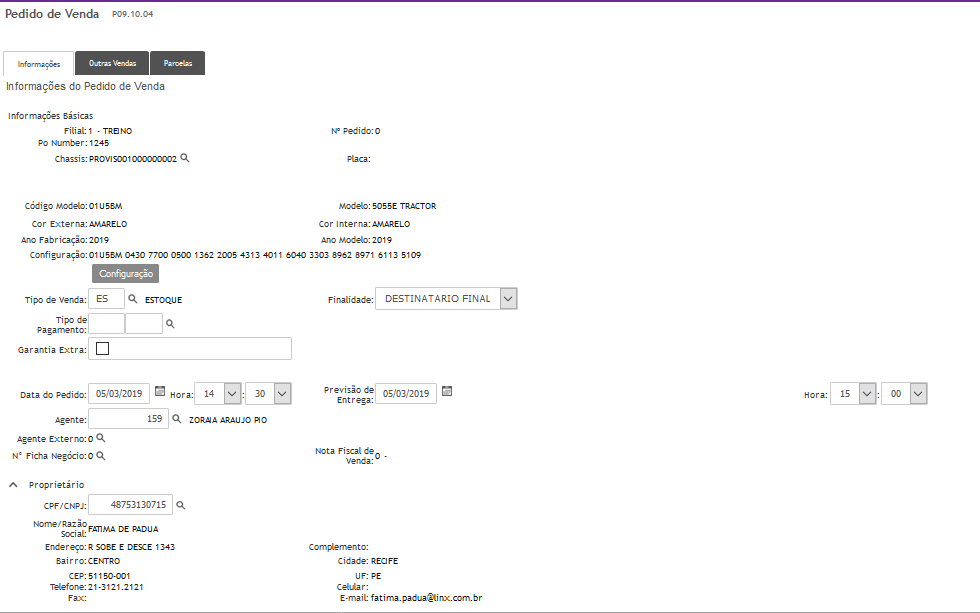 Pedido de Venda P09.10.04
Informações Outras Vendas Parcelas
Informações do Pedido de Venda
Informações Básicas
Filial: 1 - TREINO Nº Pedido: 0
Po Number: 1245
Chassis: PROVIS001000000002 Placa:
Código Modelo: 01U5BM Modelo: 5055E TRACTOR
Cor Externa: AMARELO Cor Interna: AMARELO
Ano Fabricação: 2019 Ano Modelo: 2019
Configuração: 01U5BM 0430 7700 0500 1362 2005 4313 4011 6040 3303 8962 8971 6113 5109
Configuração
Tipo de Venda: ES ESTOQUE Finalidade: DESTINATARIO FINAL
Tipo de
Pagamento:
Garantia Extra:
Data do Pedido: 05/03/2019 Hora: 14 : 30 Previsão de
Entrega: 05/03/2019 Hora: 15 : 00
Agente: 159 ZORAIA ARAUJO PIO
Agente Externo: 0
N° Ficha Negócio: 0 Nota Fiscal de
Venda: 0 -
Proprietário
CPF/CNPJ: 48753130715
Nome/Razão
Social: FATIMA DE PADUA
Endereço: R SOBE E DESCE 1343 Complemento:
Bairro: CENTRO Cidade: RECIFE
CEP: 51150-001 UF: PE
Telefone: 21-3121.2121 Celular:
Fax: E-mail: fatima.padua@linx.com.br